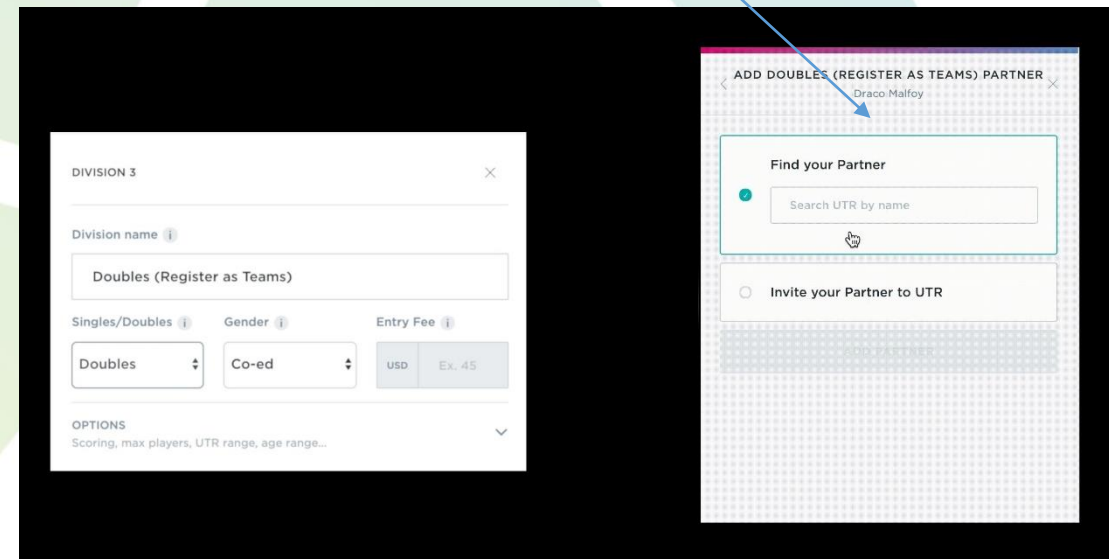 DIVISION 3
Division name i
Doubles (Register as Teams)
Singles/Doubles i Gender i Entry Fee i
Doubles Co-ed USD Ex. 45
OPTIONS
Scoring, max players, UTR range, age range...
ADD DOUBLES (REGISTER AS TEAMS) PARTNER
Draco Malfoy
Find your Partner
Search UTR by name
Invite your Partner to UTR